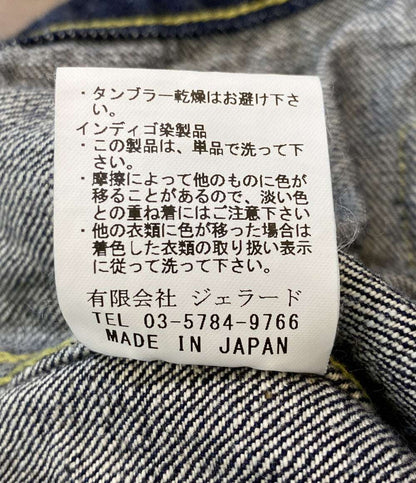 ・タンブラー乾燥はお避け下さ
い。
インディゴ染製品
・この製品は、単品で洗って下
さい。
・摩擦によって他のものに色が
移ることがあるので、淡い色
との重ね着にはご注意下さい
・他の衣類に色が移った場合は
着色した衣類の取り扱い表示
に従って洗って下さい。
有限会社 ジェラード
TEL 03-5784-9766
MADE IN JAPAN